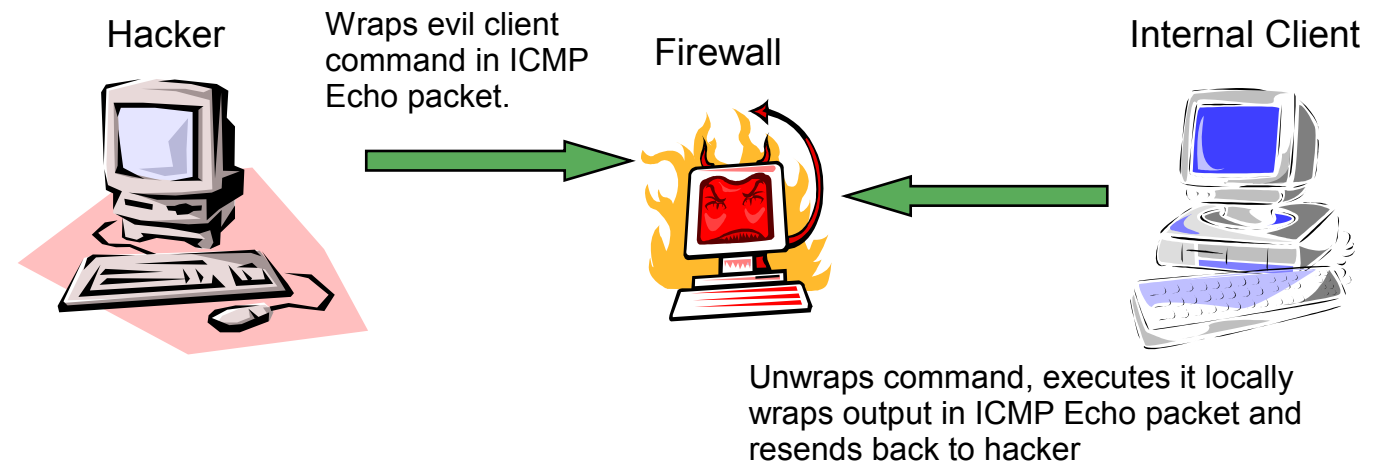 Hacker
Wraps evil client
command in ICMP
Echo packet.
Firewall
Internal Client
Unwraps command, executes it locally
wraps output in ICMP Echo packet and
resends back to hacker